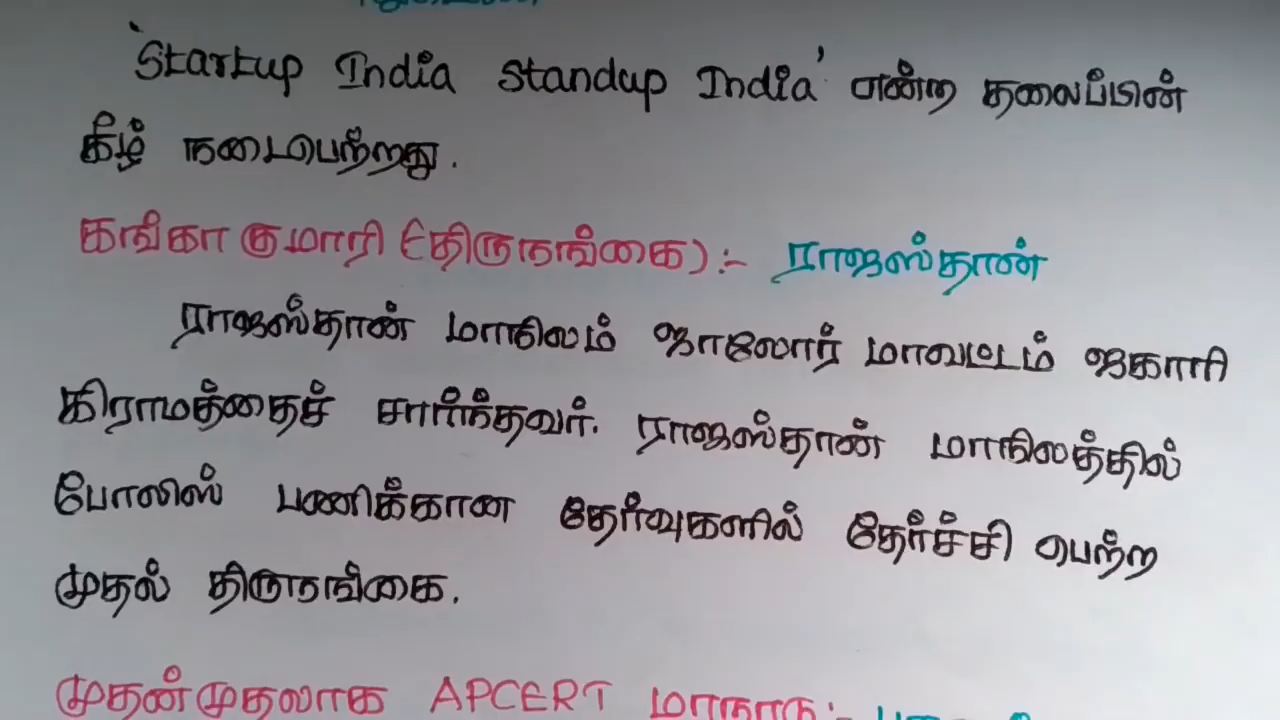 'Startup India Standup India' என்ற தலைப்பின்
கீழ் நடைபெற்றது.
கங்கா குமாரி (திருநங்கை) :- ராஜஸ்தான்
ராஜஸ்தான் மாநிலம் ஜாலோர் மாவட்டம் ஜகாரி
கிராமத்தைச் சார்ந்தவர். ராஜஸ்தான் மாநிலத்தில்
போலிஸ் பணிக்கான தேர்வுகளில் தேர்ச்சி பெற்ற
முதல் திருநங்கை.
முதன்முதலாக APCERT மாநாடு :-